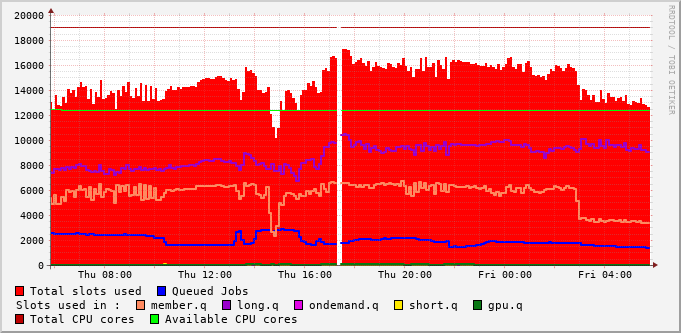 20000
18000
16000
14000
12000
10000
8000
6000
4000
2000
0
Thu 08:00 Thu 12:00 Thu 16:00 Thu 20:00 Fri 00:00 Fri 04:00
Total slots used Queued Jobs
Slots used in : member.q long.q ondemand.q short.q gpu.q
Total CPU cores Available CPU cores
RRDTOOL / TOBI OETIKER